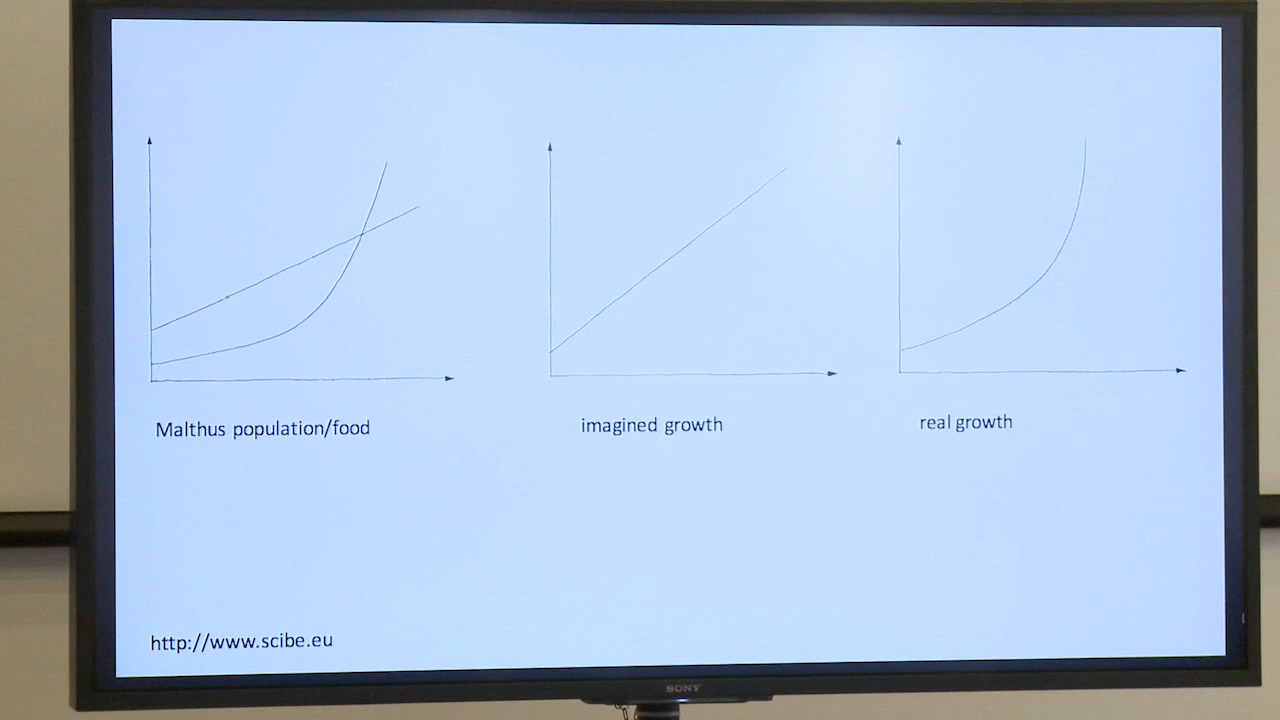 Malthus population/food
imagined growth
real growth
http://www.scibe.eu
SONY